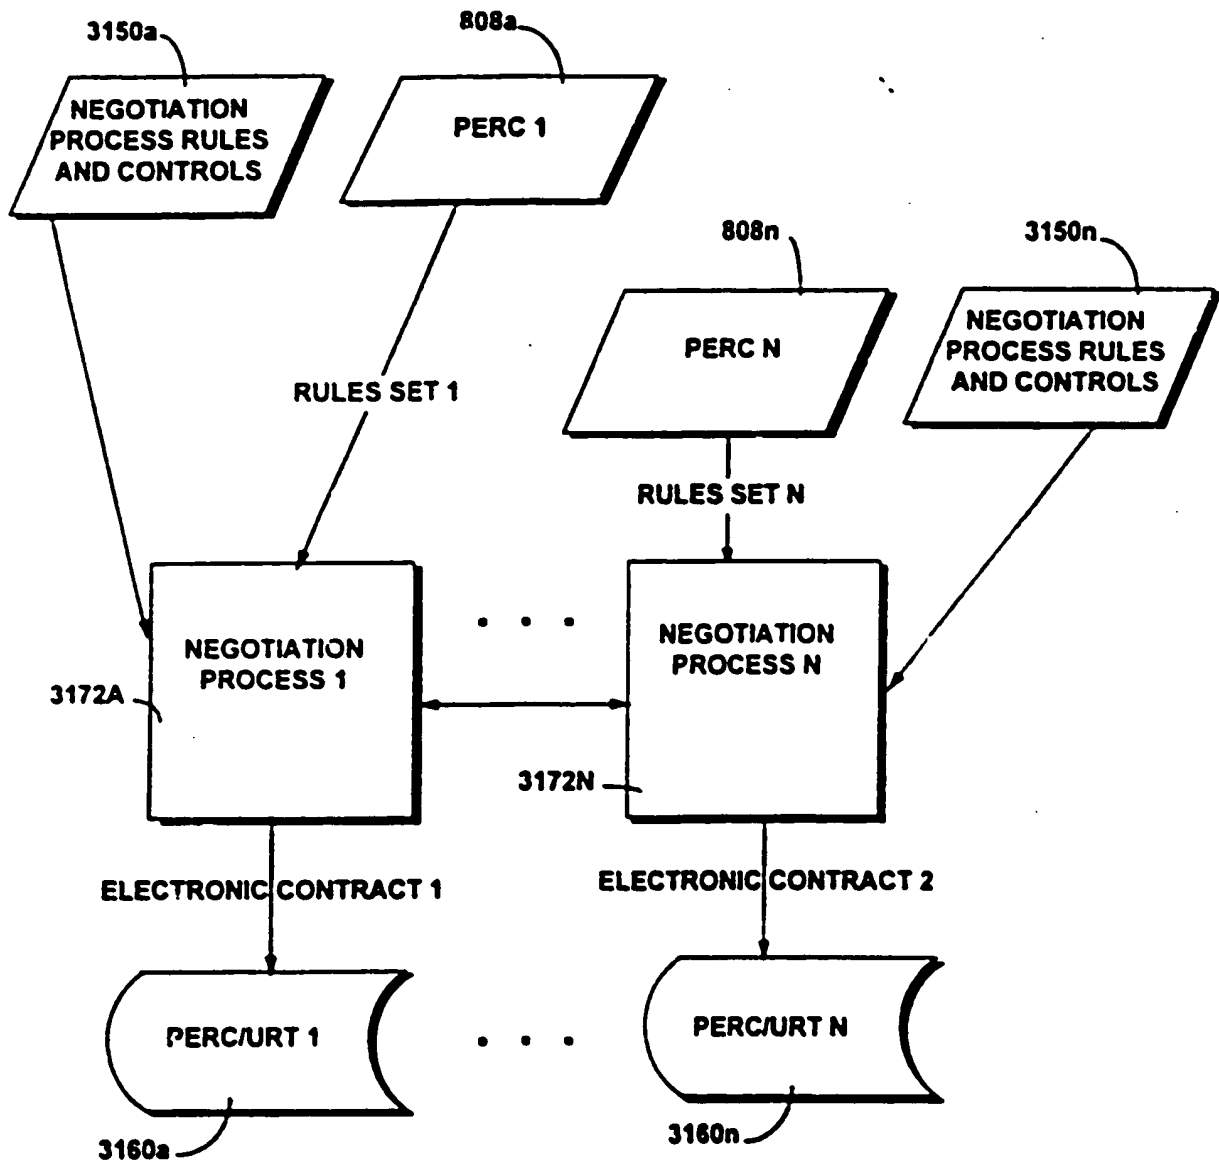 3150a
808a
NEGOTIATION
PROCESS RULES
AND CONTROLS
PERC 1
808n
3150n
PERC N
NEGOTIATION
PROCESS RULES
AND CONTROLS
RULES SET 1
RULES SET N
NEGOTIATION
PROCESS 1
NEGOTIATION
PROCESS N
3172A
3172N
ELECTRONIC CONTRACT 1
ELECTRONIC CONTRACT 2
PERC/URT 1
PERC/URT N
3160a
3160n